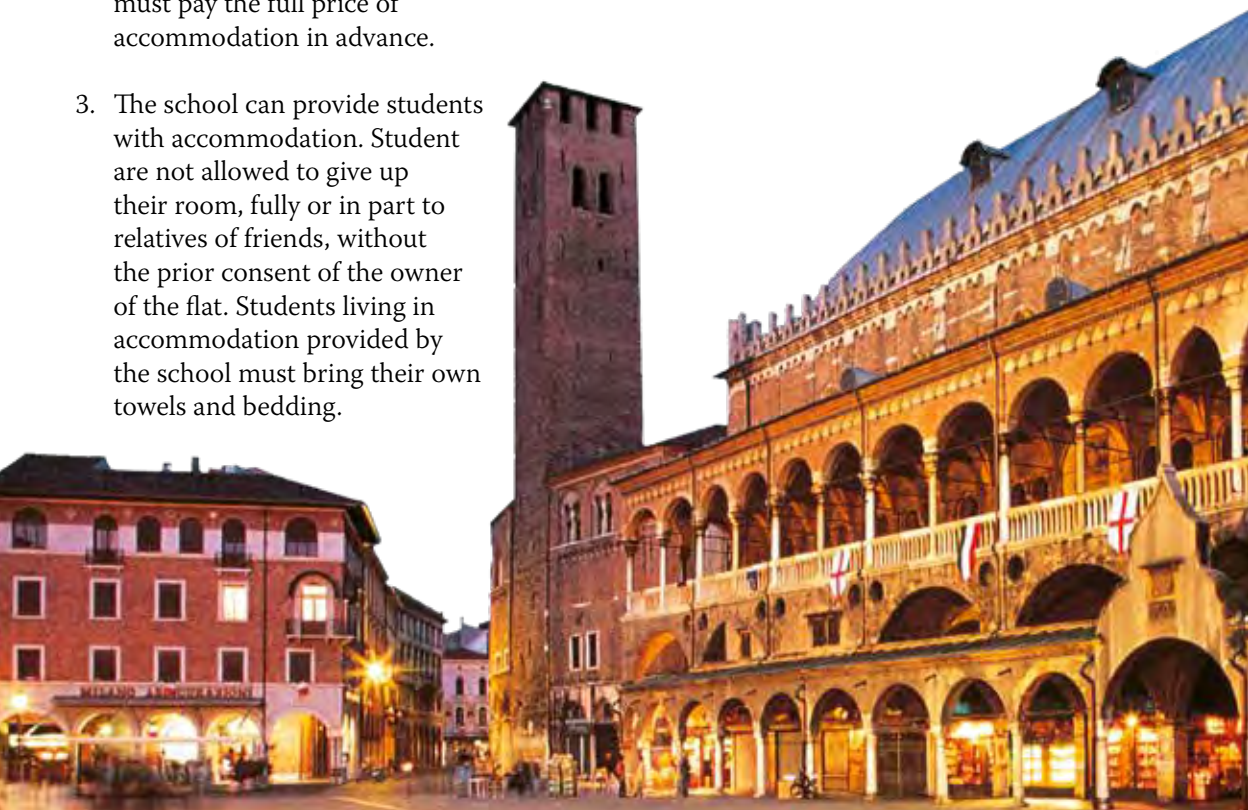 must pay the full price of
accommodation in advance.
3. The school can provide students
with accommodation. Student
are not allowed to give up
their room, fully or in part to
relatives of friends, without
the prior consent of the owner
of the flat. Students living in
accommodation provided by
the school must bring their own
towels and bedding.
MILANO ASSICURAZIONI